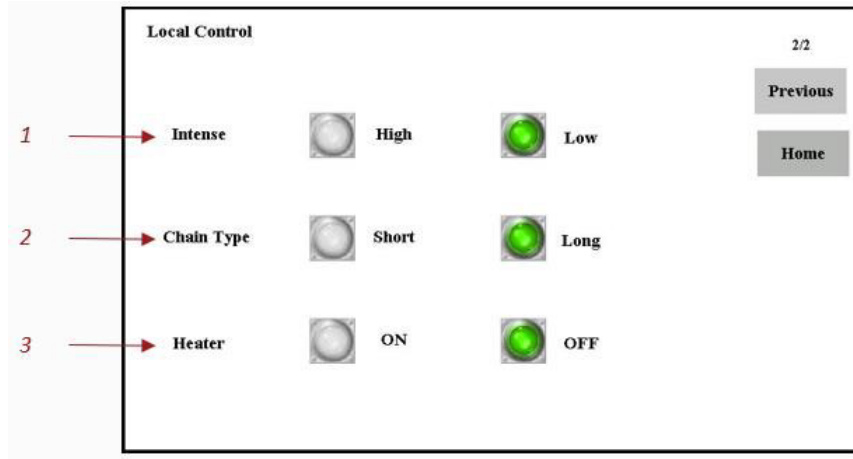 Local Control
2/2
Previous
1 Intense High Low
Home
2 Chain Type Short Long
3 Heater ON OFF